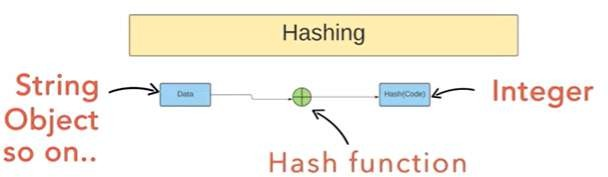 Hashing
String
Object
so on..
Data
Hash(Code)
Integer
Hash function